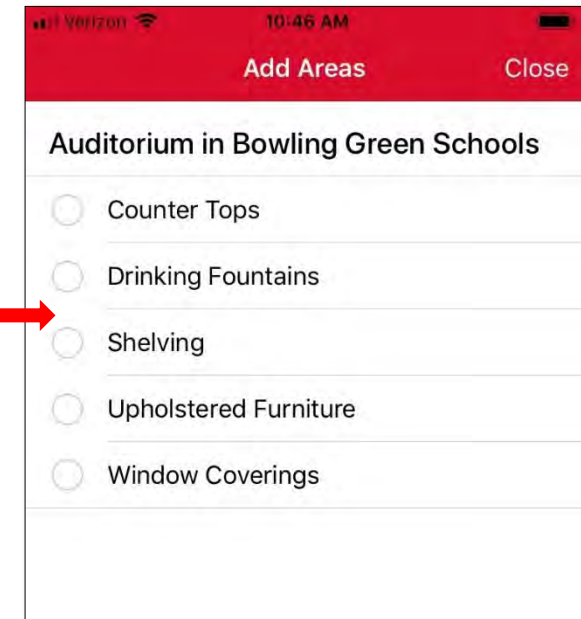 Verizon 10:46 AM
Add Areas Close
Auditorium in Bowling Green Schools
Counter Tops
Drinking Fountains
Shelving
Upholstered Furniture
Window Coverings